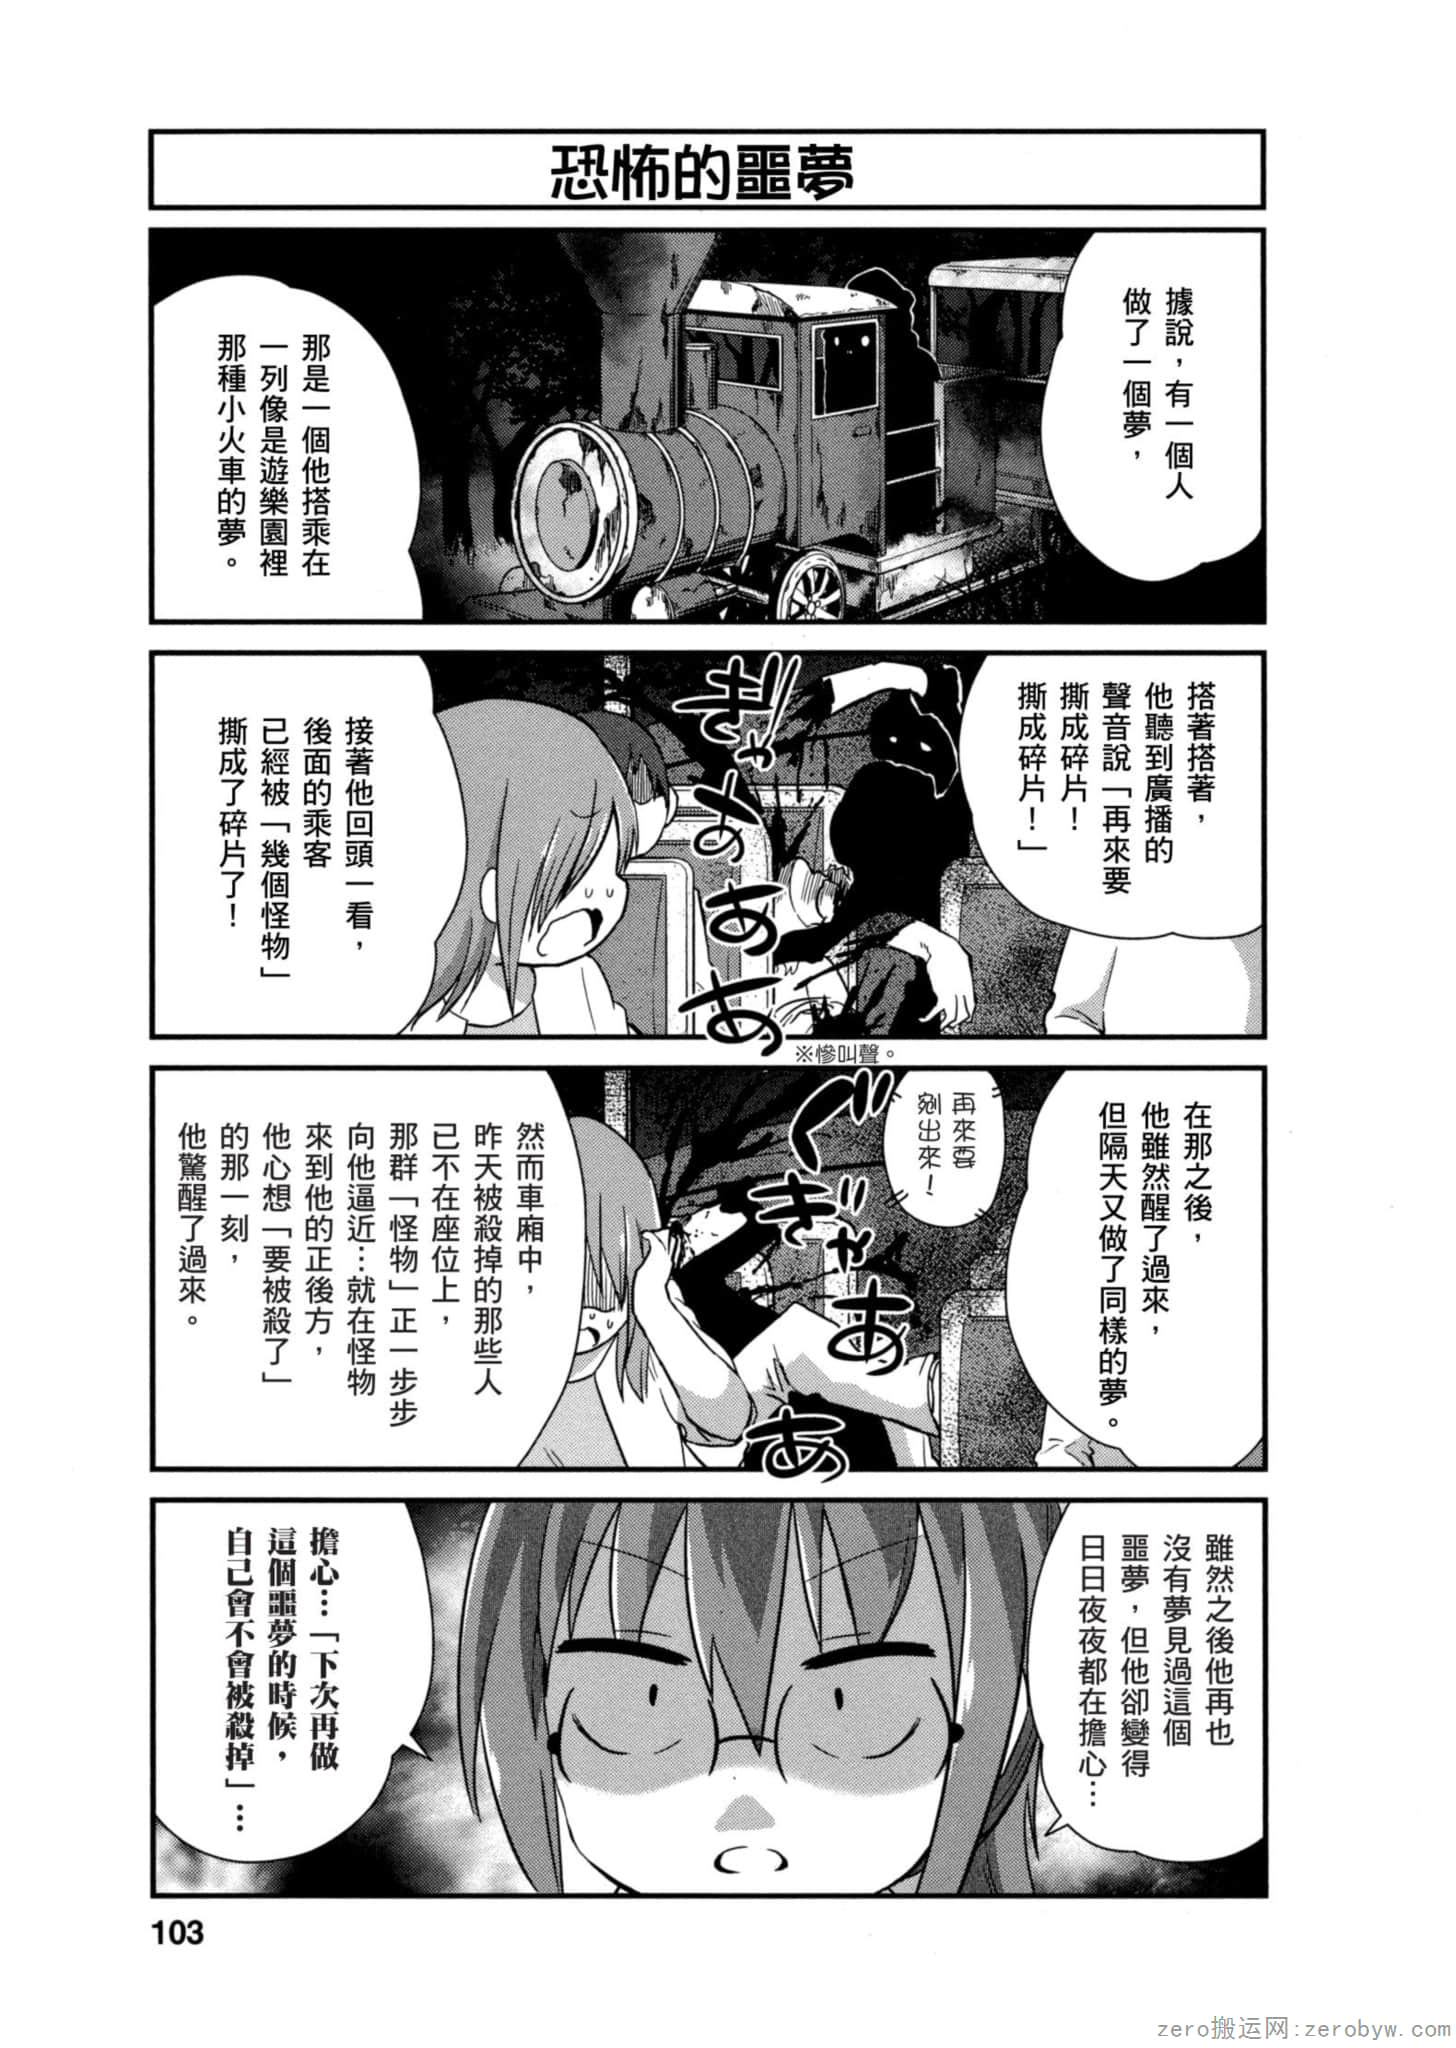 恐怖的噩夢
據說，有一個人
做了一個夢，
那是一個他搭乘在
一列像是遊樂園裡
那種小火車的夢。
搭著搭著，
他聽到廣播的
聲音說「再來要
撕成碎片！
撕成碎片！」
ぎゃあああ
接著他回頭一看，
後面的乘客
已經被「幾個怪物」
撕成了碎片了！
※慘叫聲。
在那之後，
他雖然醒了過來，
但隔天又做了同樣的夢。
再來要
剜出來！
ぎゃああ
然而車廂中，
昨天被殺掉的那些人
已不在座位上，
那群「怪物」正一步步
向他逼近…就在怪物
來到他的正後方，
他心想「要被殺了」
的那一刻，
他驚醒了過來。
雖然之後他再也
沒有夢見過這個
噩夢，但他卻變得
日日夜夜都在擔心…
擔心…「下次再做
這個噩夢的時候，
自己會不會被殺掉」…
103
zero搬运网:zerobyw.com